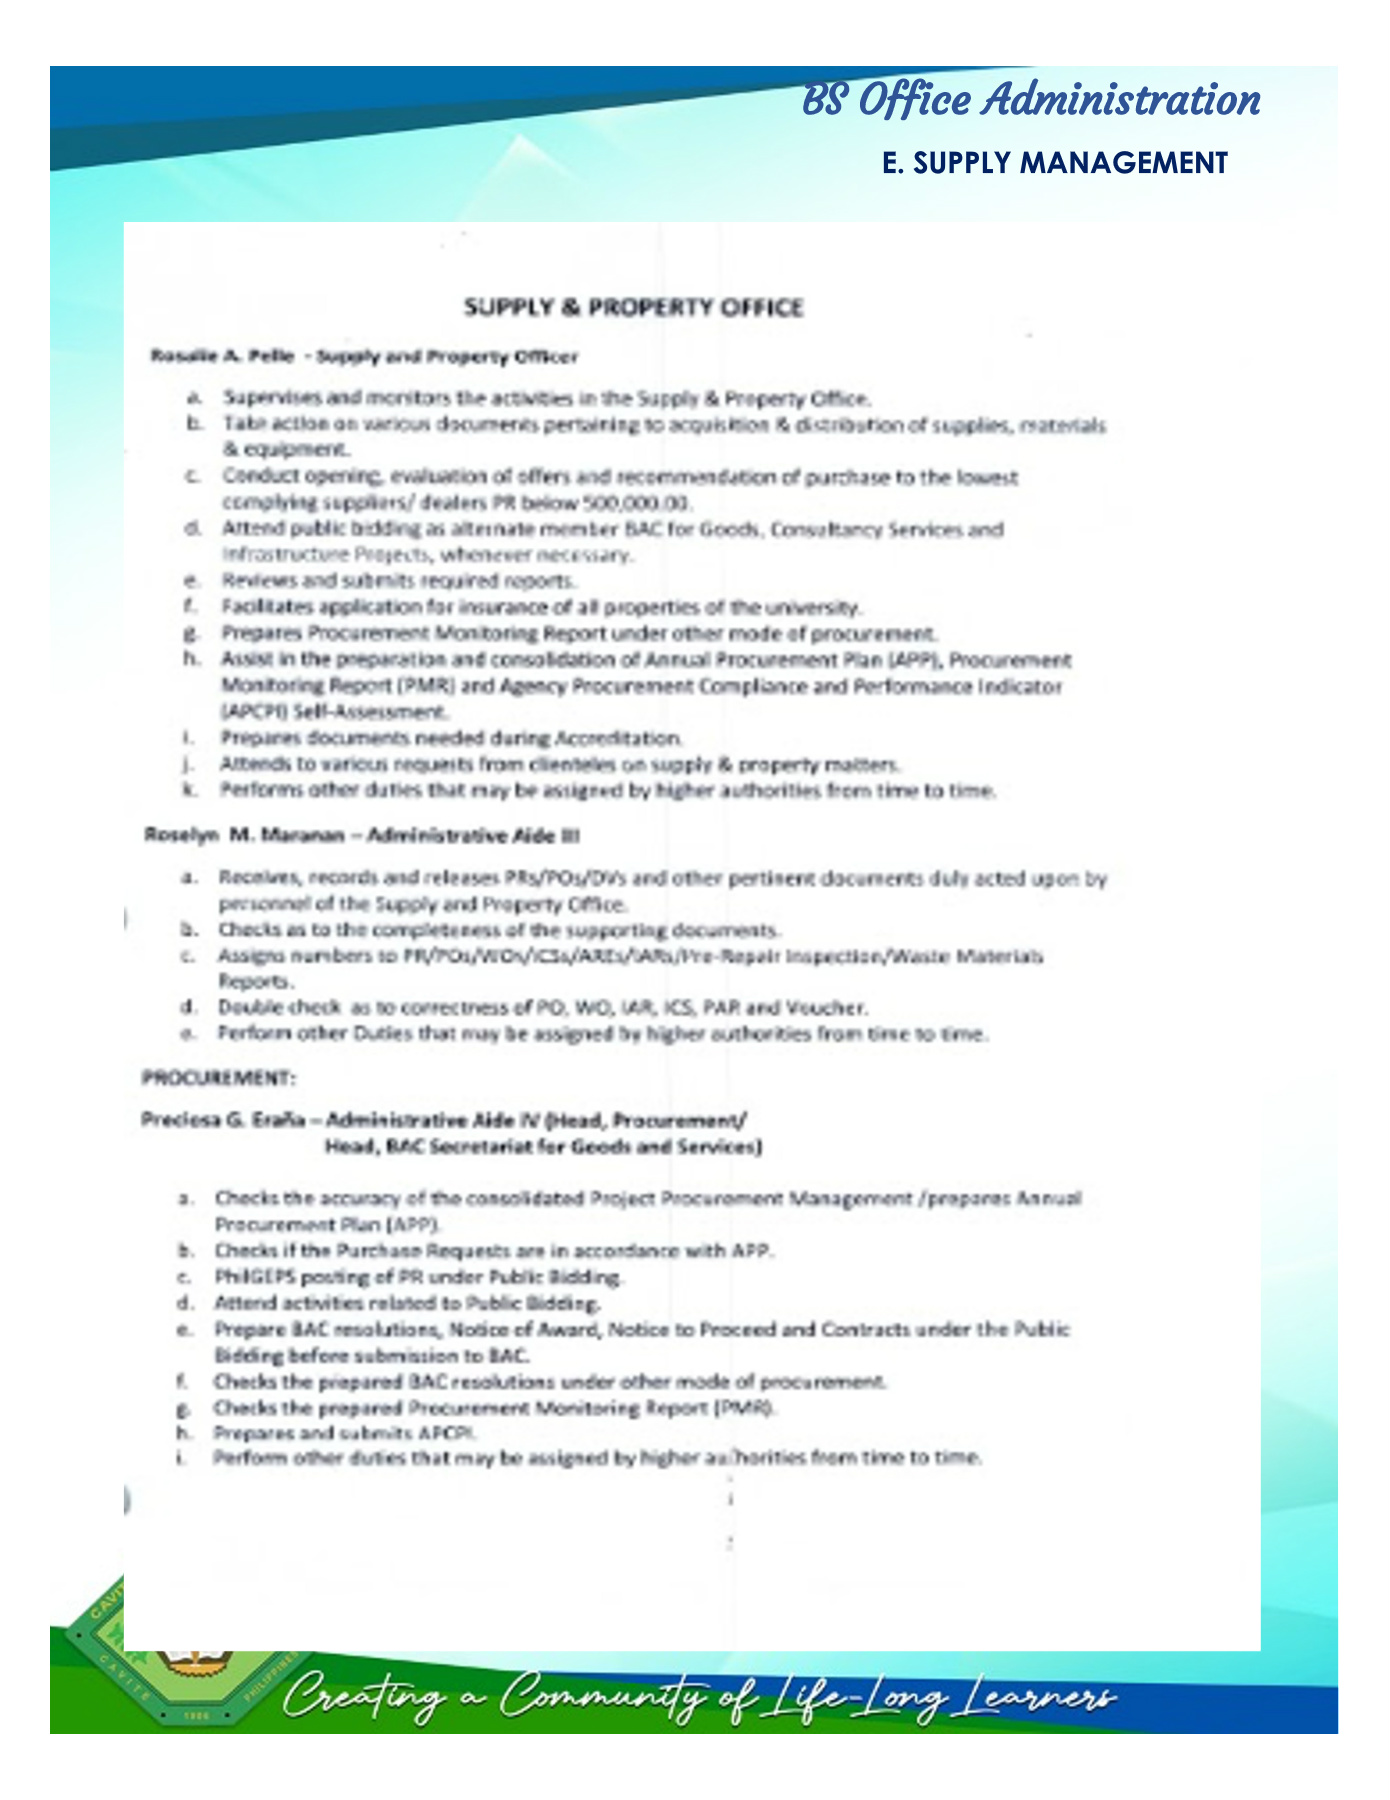 BS Office Administration
E. SUPPLY MANAGEMENT
SUPPLY & PROPERTY OFFICE
Rosalie A. Pelle - Supply and Property Officer
a. Supervises and monitors the activities in the Supply & Property Office.
b. Take action on various documents pertaining to acquisition & distribution of supplies, materials
& equipment.
c. Conduct opening, evaluation of offers and recommendation of purchase to the lowest
complying suppliers/ dealers PR below 500,000.00.
d. Attend public bidding as alternate member BAC for Goods, Consultancy Services and
Infrastructure Projects, whenever necessary.
e. Reviews and submits required reports.
f. Facilitates application for insurance of all properties of the university.
g. Prepares Procurement Monitoring Report under other mode of procurement.
h. Assist in the preparation and consolidation of Annual Procurement Plan (APP), Procurement
Monitoring Report (PMR) and Agency Procurement Compliance and Performance Indicator
(APCPI) Self-Assessment.
i. Prepares documents needed during Accreditation.
j. Attends to various requests from clienteles on supply & property matters.
k. Performs other duties that may be assigned by higher authorities from time to time.
Roselyn M. Maranan – Administrative Aide III
a. Receives, records and releases PRs/POs/DVs and other pertinent documents duly acted upon by
personnel of the Supply and Property Office.
b. Checks as to the completeness of the supporting documents.
c. Assigns numbers to PR/POs/WOs/ICSs/AREs/IARs/Pre-Repair Inspection/Waste Materials
Reports.
d. Double check as to correctness of PO, WO, IAR, ICS, PAR and Voucher.
e. Perform other Duties that may be assigned by higher authorities from time to time.
PROCUREMENT:
Preciosa G. Eraña – Administrative Aide IV (Head, Procurement/
Head, BAC Secretariat for Goods and Services)
a. Checks the accuracy of the consolidated Project Procurement Management /prepares Annual
Procurement Plan (APP).
b. Checks if the Purchase Requests are in accordance with APP.
c. PhilGEPS posting of PR under Public Bidding.
d. Attend activities related to Public Bidding.
e. Prepare BAC resolutions, Notice of Award, Notice to Proceed and Contracts under the Public
Bidding before submission to BAC.
f. Checks the prepared BAC resolutions under other mode of procurement.
g. Checks the prepared Procurement Monitoring Report (PMR).
h. Prepares and submits APCPI.
i. Perform other duties that may be assigned by higher authorities from time to time.
CAVITE
PHILIPPINES
1906
Creating a Community of Life-Long Learners